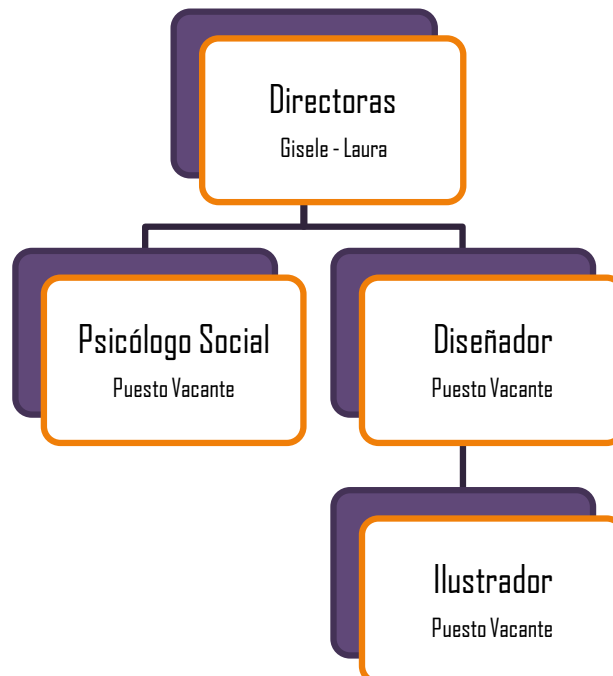 Directoras
Gisele - Laura
Psicólogo Social
Puesto Vacante
Diseñador
Puesto Vacante
Ilustrador
Puesto Vacante